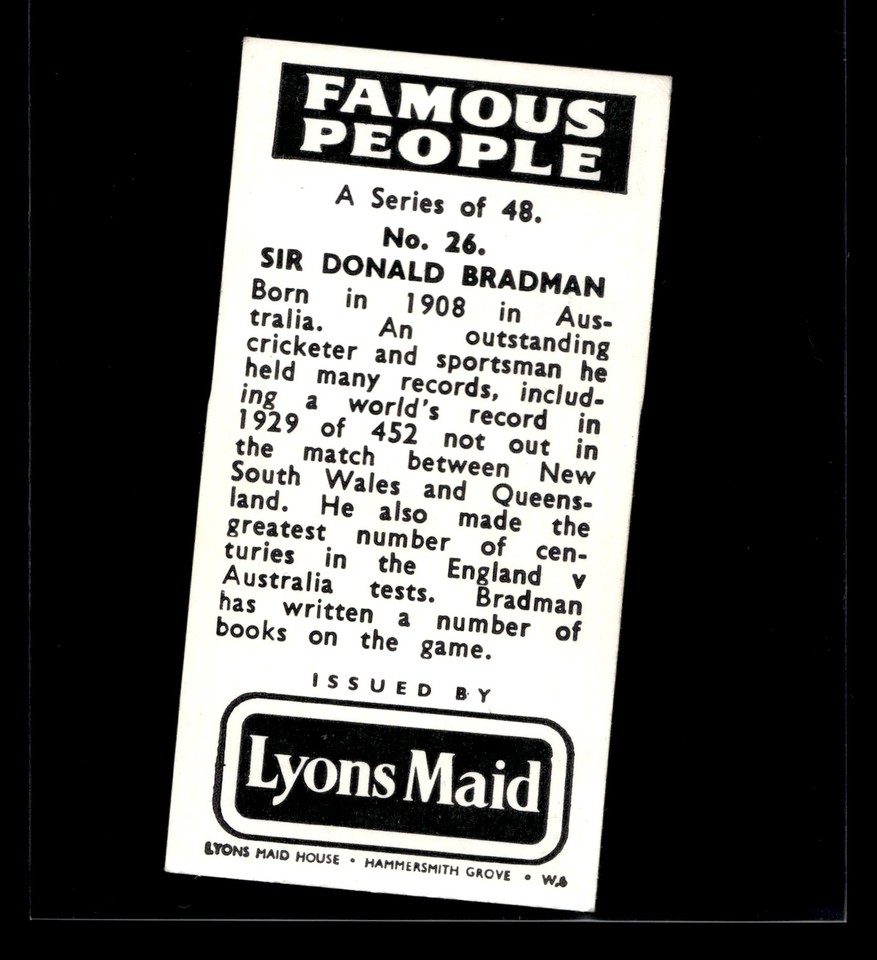 FAMOUS
PEOPLE
A Series of 48.
No. 26.
SIR DONALD BRADMAN
Born in 1908 in Aus-
tralia. An outstanding
cricketer and sportsman he
held many records, includ-
ing a world's record in
1929 of 452 not out in
the match between New
South Wales and Queens-
land. He also made the
greatest number of cen-
turies in the England v
Australia tests. Bradman
has written a number of
books on the game.
ISSUED BY
Lyons Maid
LYONS MAID HOUSE • HAMMERSMITH GROVE • W.6